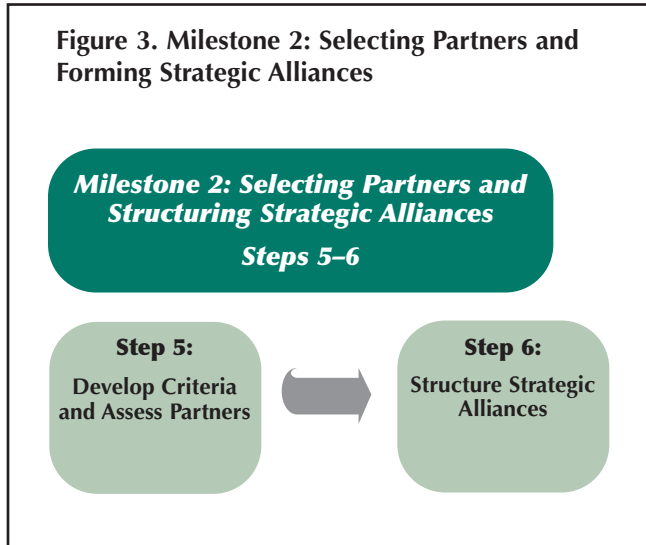 Figure 3. Milestone 2: Selecting Partners and
Forming Strategic Alliances
Milestone 2: Selecting Partners and
Structuring Strategic Alliances
Steps 5–6
Step 5:
Develop Criteria
and Assess Partners
Step 6:
Structure Strategic
Alliances